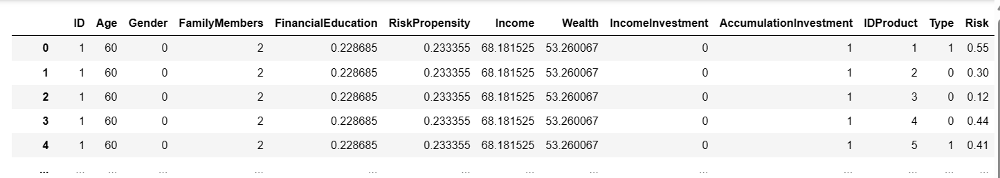 ID Age Gender FamilyMembers FinancialEducation RiskPropensity Income Wealth IncomeInvestment AccumulationInvestment IDProduct Type Risk
0 1 60 0 2 0.228685 0.233355 68.181525 53.260067 0 1 1 1 0.55
1 1 60 0 2 0.228685 0.233355 68.181525 53.260067 0 1 2 0 0.30
2 1 60 0 2 0.228685 0.233355 68.181525 53.260067 0 1 3 0 0.12
3 1 60 0 2 0.228685 0.233355 68.181525 53.260067 0 1 4 0 0.44
4 1 60 0 2 0.228685 0.233355 68.181525 53.260067 0 1 5 1 0.41
... ... ... ... ... ... ... ... ... ... ... ... ... ...